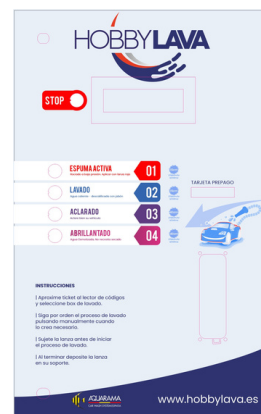 HOBBYLAVA
STOP
ESPUMA ACTIVA
01
LAVADO
02
ACLARADO
03
ABRILLANTADO
04
TARJETA PREPAGO
INSTRUCCIONES
| Aproxime ticket al lector de códigos
y seleccione box de lavado.
| Siga por orden el proceso de lavado
pulsando manualmente cuando
lo crea necesario.
| Sujete la lanza antes de iniciar
el proceso de lavado.
| Al terminar deposite la lanza
en su soporte.
AQUARAMA
www.hobbylava.es